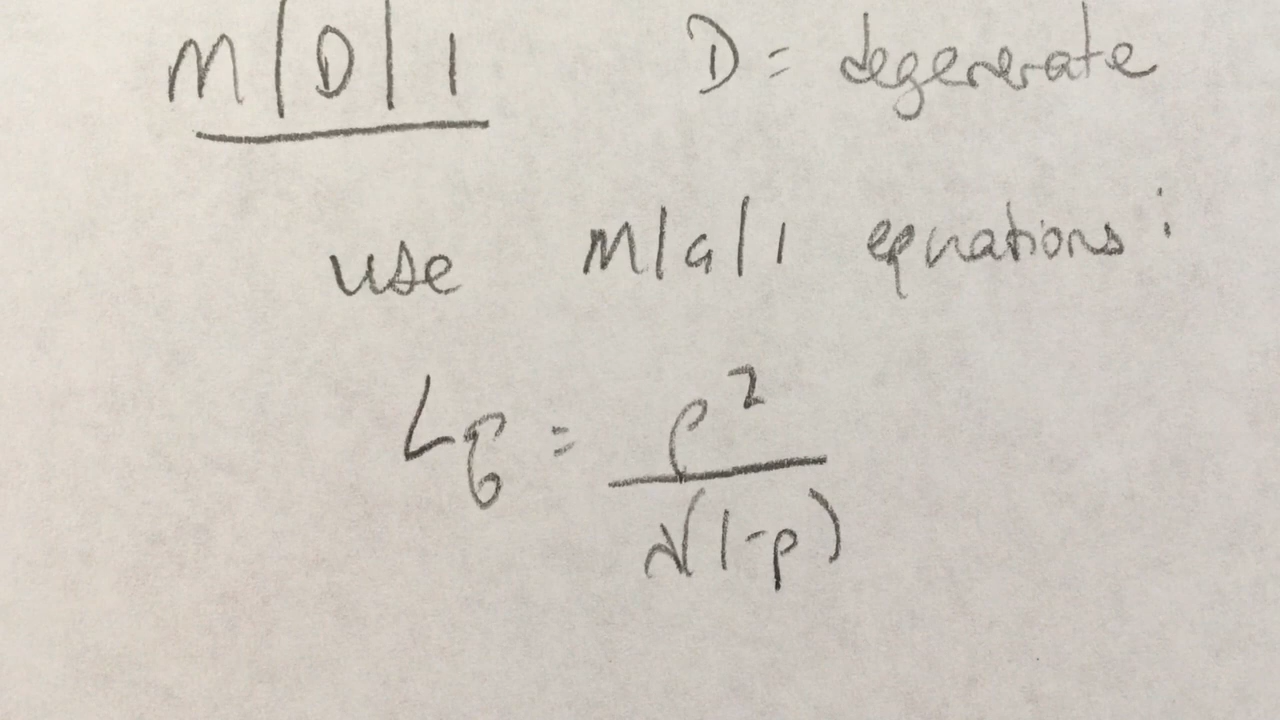 M|D|1 D = degenerate
use M|G|1 equations:
Lq = ρ²
2(1-ρ)